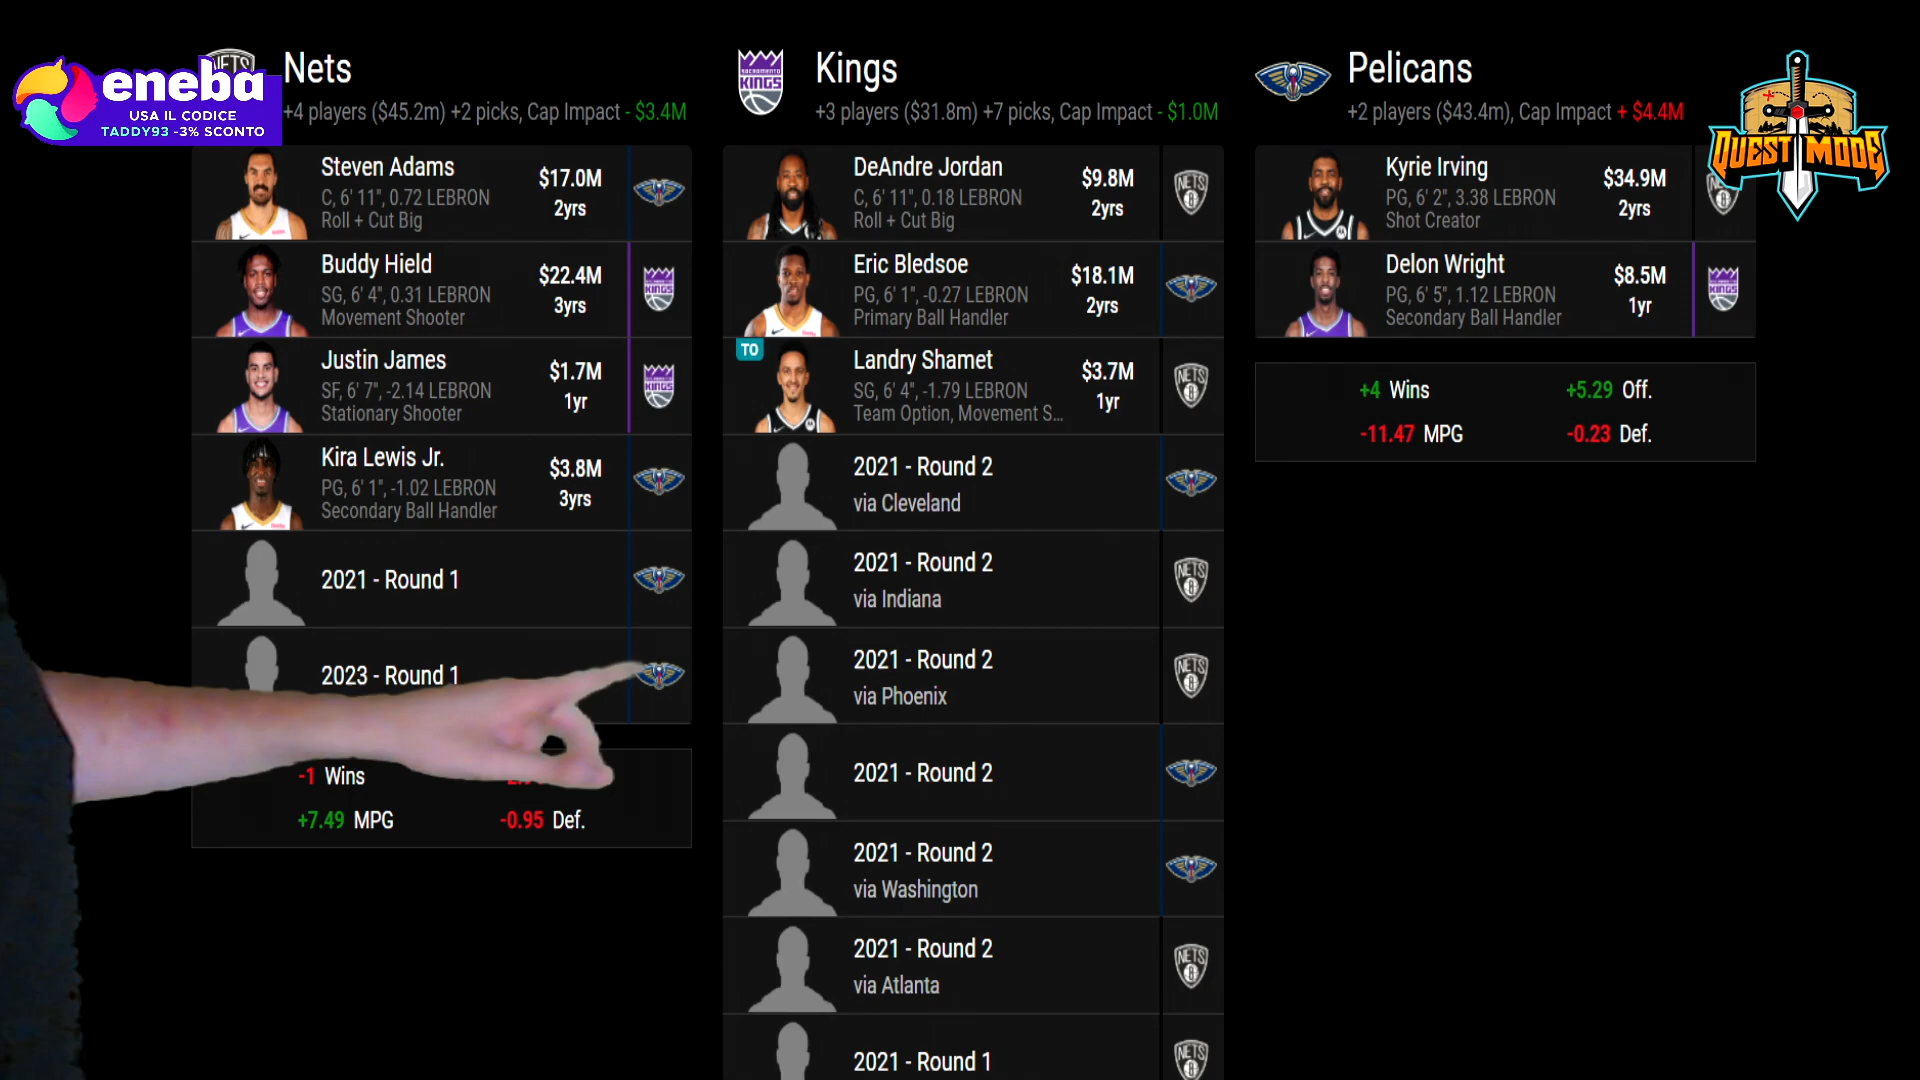 eneba
USA IL CODICE
TADDY93 -3% SCONTO
NETS
Nets
+4 players ($45.2m) +2 picks, Cap Impact - $3.4M
Steven Adams
C, 6' 11", 0.72 LEBRON
Roll + Cut Big
$17.0M
2yrs
Buddy Hield
SG, 6' 4", 0.31 LEBRON
Movement Shooter
$22.4M
3yrs
Justin James
SF, 6' 7", -2.14 LEBRON
Stationary Shooter
$1.7M
1yr
Kira Lewis Jr.
PG, 6' 1", -1.02 LEBRON
Secondary Ball Handler
$3.8M
3yrs
2021 - Round 1
2023 - Round 1
-1 Wins
+7.49 MPG
-0.95 Def.
SACRAMENTO
KINGS
Kings
+3 players ($31.8m) +7 picks, Cap Impact - $1.0M
DeAndre Jordan
C, 6' 11", 0.18 LEBRON
Roll + Cut Big
$9.8M
2yrs
NETS
Eric Bledsoe
PG, 6' 1", -0.27 LEBRON
Primary Ball Handler
$18.1M
2yrs
TO
Landry Shamet
SG, 6' 4", -1.79 LEBRON
Team Option, Movement S...
$3.7M
1yr
NETS
2021 - Round 2
via Cleveland
2021 - Round 2
via Indiana
NETS
2021 - Round 2
via Phoenix
NETS
2021 - Round 2
2021 - Round 2
via Washington
2021 - Round 2
via Atlanta
NETS
2021 - Round 1
NETS
Pelicans
+2 players ($43.4m), Cap Impact + $4.4M
Kyrie Irving
PG, 6' 2", 3.38 LEBRON
Shot Creator
$34.9M
2yrs
Delon Wright
PG, 6' 5", 1.12 LEBRON
Secondary Ball Handler
$8.5M
1yr
KINGS
+4 Wins
+5.29 Off.
-11.47 MPG
-0.23 Def.
QUEST MODE